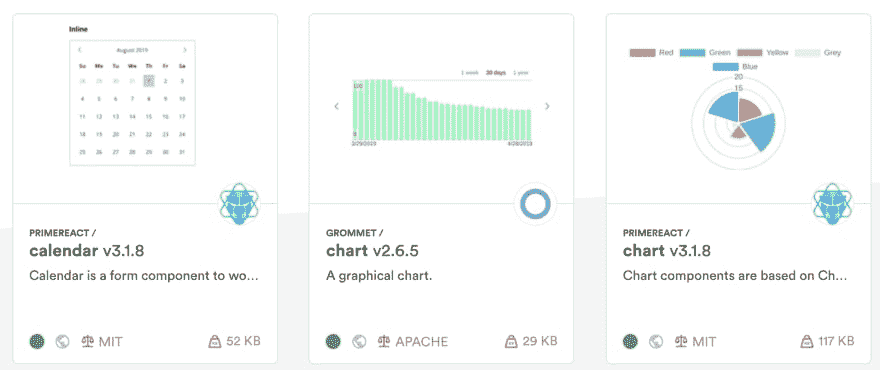 Inline
August 2019
Su Mo Tu We Th Fr Sa
28 29 30 31 1 2 3
4 5 6 7 8 9 10
11 12 13 14 15 16 17
18 19 20 21 22 23 24
25 26 27 28 29 30 31
PRIMEREACT /
calendar v3.1.8
Calendar is a form component to wo...
MIT
52 KB
1 week 30 days 1 year
0
4/28/2018
GROMMET /
chart v2.6.5
A graphical chart.
APACHE
29 KB
Red Green Yellow Grey
Blue
20
15
PRIMEREACT /
chart v3.1.8
Chart components are based on Ch...
MIT
117 KB